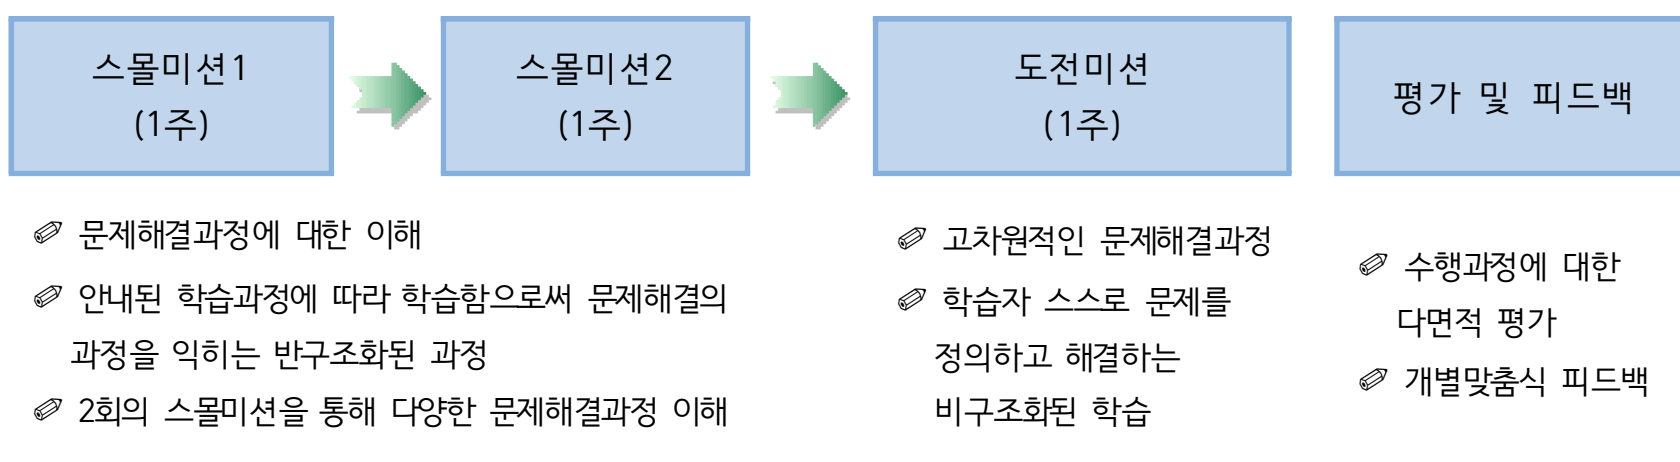 스몰미션1
(1주)
스몰미션2
(1주)
도전미션
(1주)
평가 및 피드백
✐ 문제해결과정에 대한 이해
✐ 안내된 학습과정에 따라 학습함으로써 문제해결의
과정을 익히는 반구조화된 과정
✐ 2회의 스몰미션을 통해 다양한 문제해결과정 이해
✐ 고차원적인 문제해결과정
✐ 학습자 스스로 문제를
정의하고 해결하는
비구조화된 학습
✐ 수행과정에 대한
다면적 평가
✐ 개별맞춤식 피드백